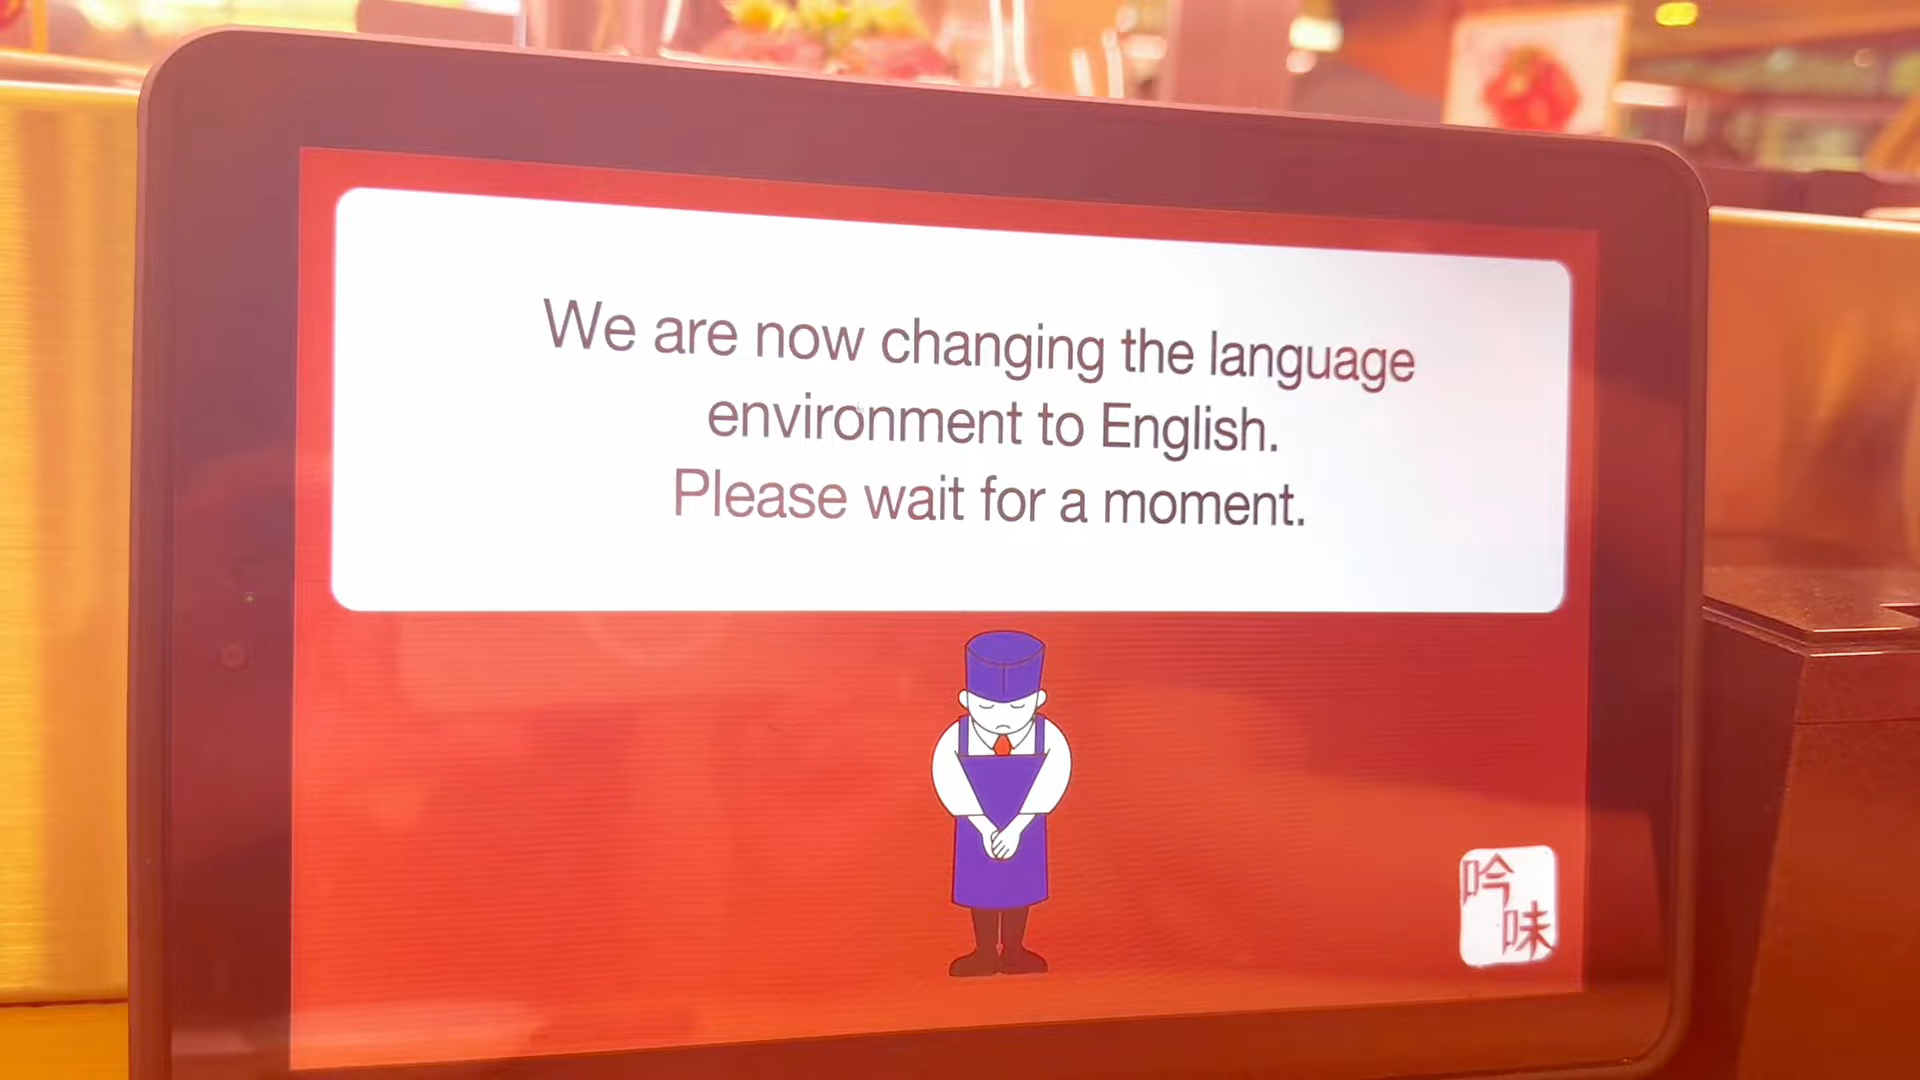 We are now changing the language
environment to English.
Please wait for a moment.
吟
味